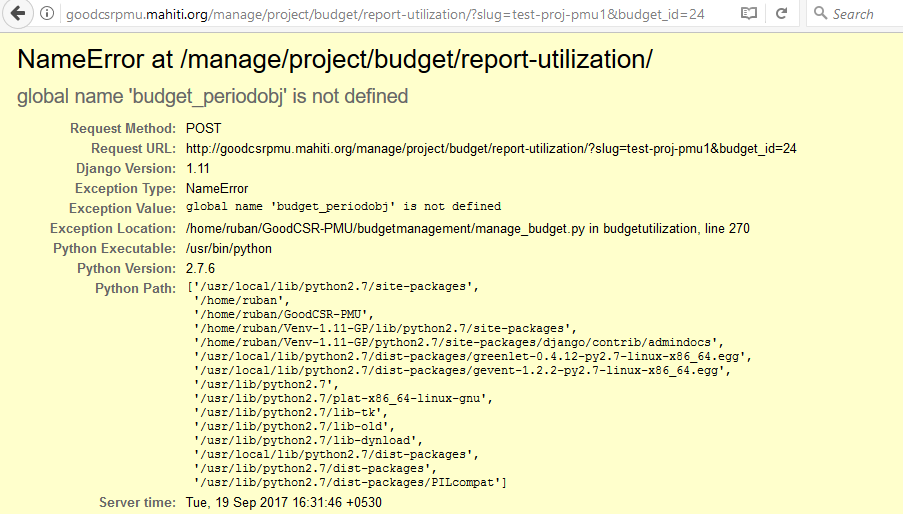 goodcsrpmu.mahiti.org/manage/project/budget/report-utilization/?slug=test-proj-pmu1&budget_id=24 Search
NameError at /manage/project/budget/report-utilization/
global name 'budget_periodobj' is not defined
Request Method: POST
Request URL: http://goodcsrpmu.mahiti.org/manage/project/budget/report-utilization/?slug=test-proj-pmu1&budget_id=24
Django Version: 1.11
Exception Type: NameError
Exception Value: global name 'budget_periodobj' is not defined
Exception Location: /home/ruban/GoodCSR-PMU/budgetmanagement/manage_budget.py in budgetutilization, line 270
Python Executable: /usr/bin/python
Python Version: 2.7.6
Python Path: ['/usr/local/lib/python2.7/site-packages',
'/home/ruban',
'/home/ruban/GoodCSR-PMU',
'/home/ruban/Venv-1.11-GP/lib/python2.7/site-packages',
'/home/ruban/Venv-1.11-GP/python2.7/site-packages/django/contrib/admindocs',
'/usr/local/lib/python2.7/dist-packages/greenlet-0.4.12-py2.7-linux-x86_64.egg',
'/usr/local/lib/python2.7/dist-packages/gevent-1.2.2-py2.7-linux-x86_64.egg',
'/usr/lib/python2.7',
'/usr/lib/python2.7/plat-x86_64-linux-gnu',
'/usr/lib/python2.7/lib-tk',
'/usr/lib/python2.7/lib-old',
'/usr/lib/python2.7/lib-dynload',
'/usr/local/lib/python2.7/dist-packages',
'/usr/lib/python2.7/dist-packages',
'/usr/lib/python2.7/dist-packages/PILcompat']
Server time: Tue, 19 Sep 2017 16:31:46 +0530